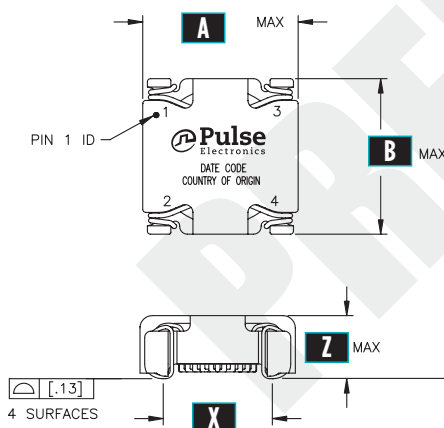 A MAX
1 3
PIN 1 ID
Pulse
Electronics
B MAX
DATE CODE
COUNTRY OF ORIGIN
2 4
Z MAX
[.13]
4 SURFACES
X
PRE